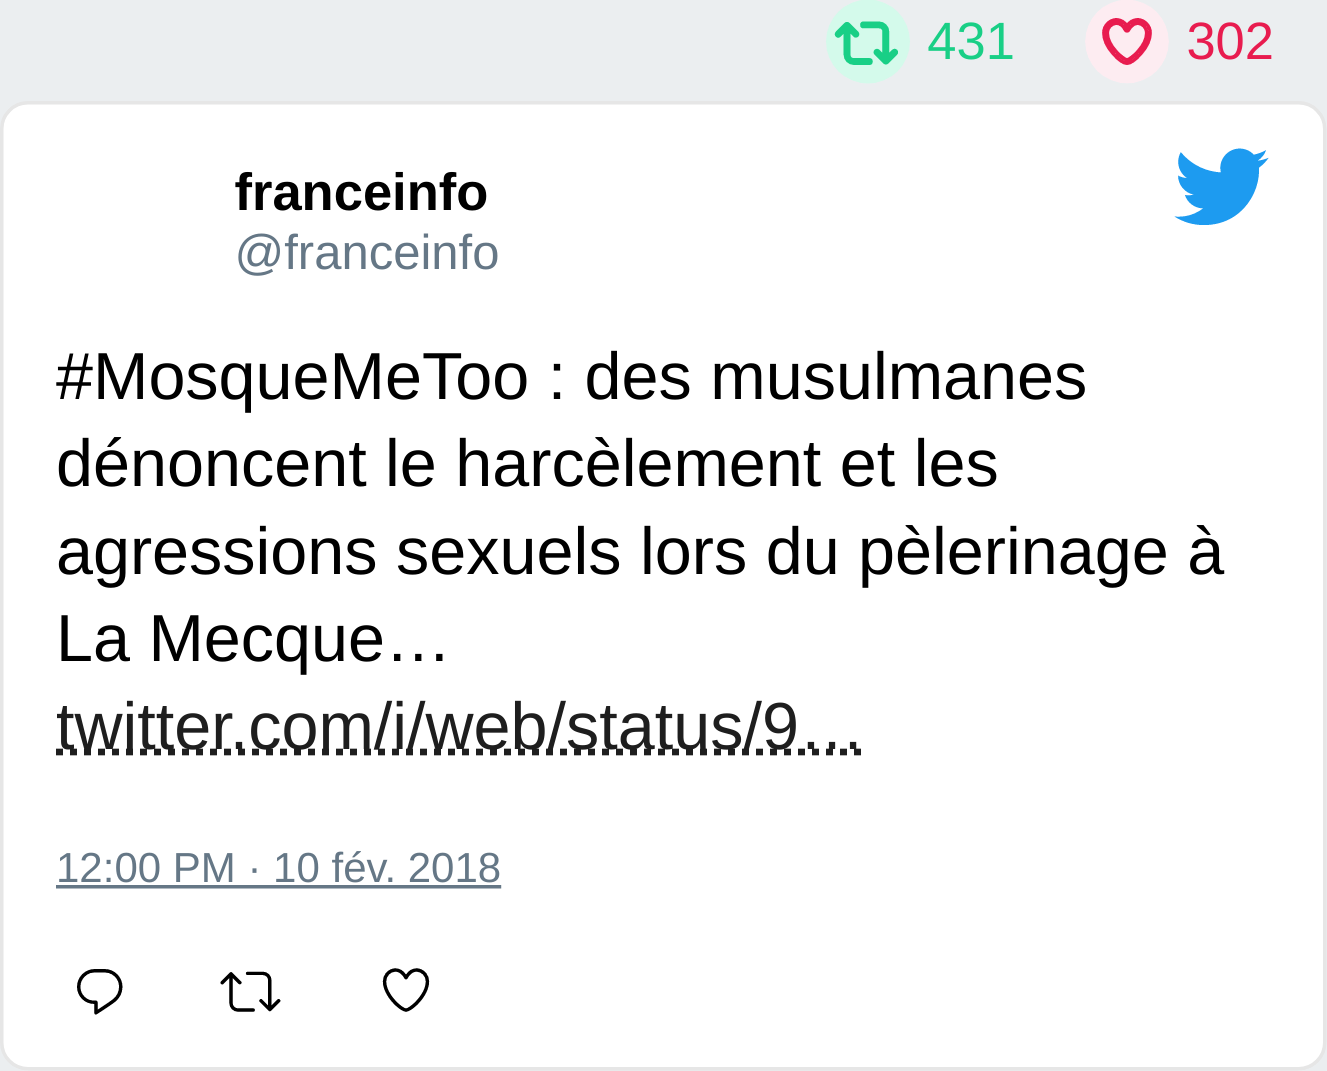 431 302
franceinfo
@franceinfo
#MosqueMeToo : des musulmanes
dénoncent le harcèlement et les
agressions sexuels lors du pèlerinage à
La Mecque…
twitter.com/i/web/status/9…
12:00 PM · 10 fév. 2018